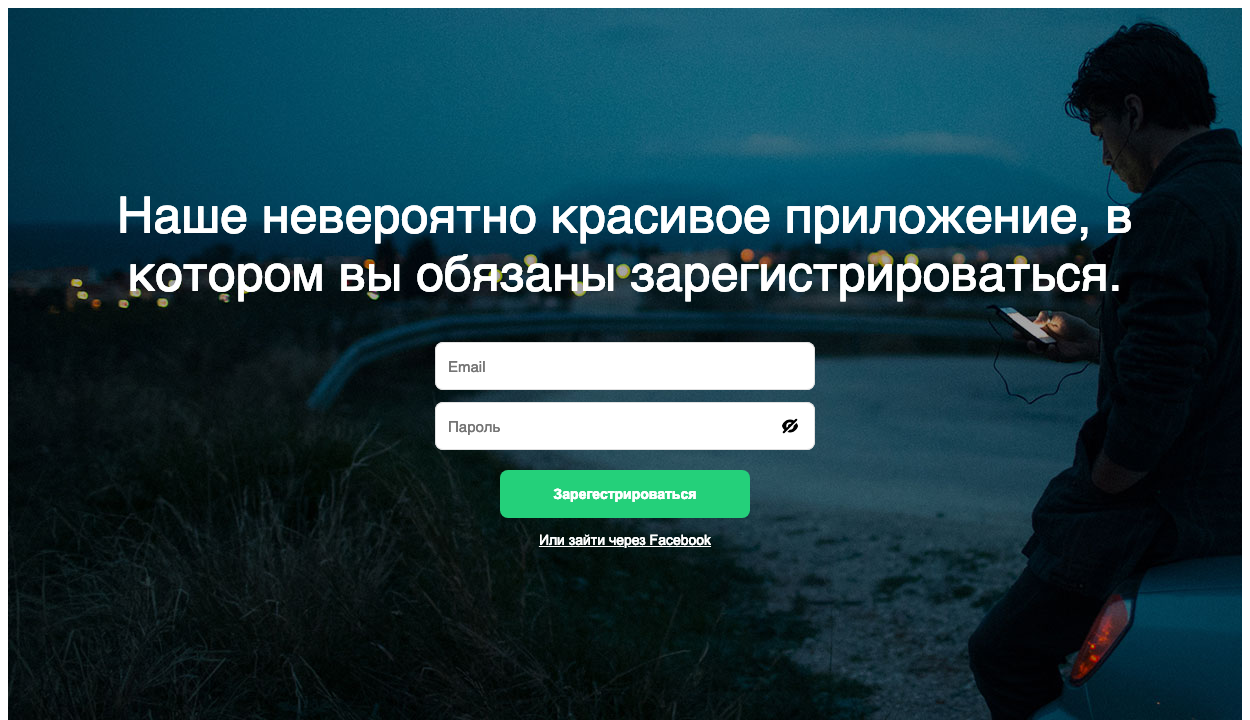 Наше невероятно красивое приложение, в
котором вы обязаны зарегистрироваться.
Email
Пароль
Зарегестрироваться
Или зайти через Facebook